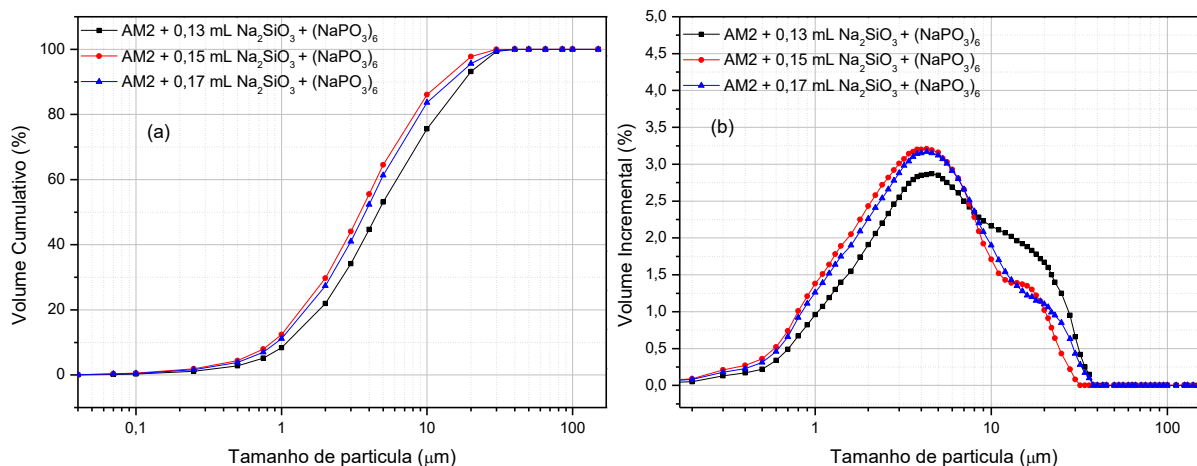 AM2 + 0,13 mL Na₂SiO₃ + (NaPO₃)₆
AM2 + 0,15 mL Na₂SiO₃ + (NaPO₃)₆
AM2 + 0,17 mL Na₂SiO₃ + (NaPO₃)₆
(a)
Volume Cumulativo (%)
100
80
60
40
20
0
0,1 1 10 100
Tamanho de particula (μm)
AM2 + 0,13 mL Na₂SiO₃ + (NaPO₃)₆
AM2 + 0,15 mL Na₂SiO₃ + (NaPO₃)₆
AM2 + 0,17 mL Na₂SiO₃ + (NaPO₃)₆
(b)
Volume Incremental (%)
5,0
4,5
4,0
3,5
3,0
2,5
2,0
1,5
1,0
0,5
0,0
1 10 100
Tamanho de particula (μm)